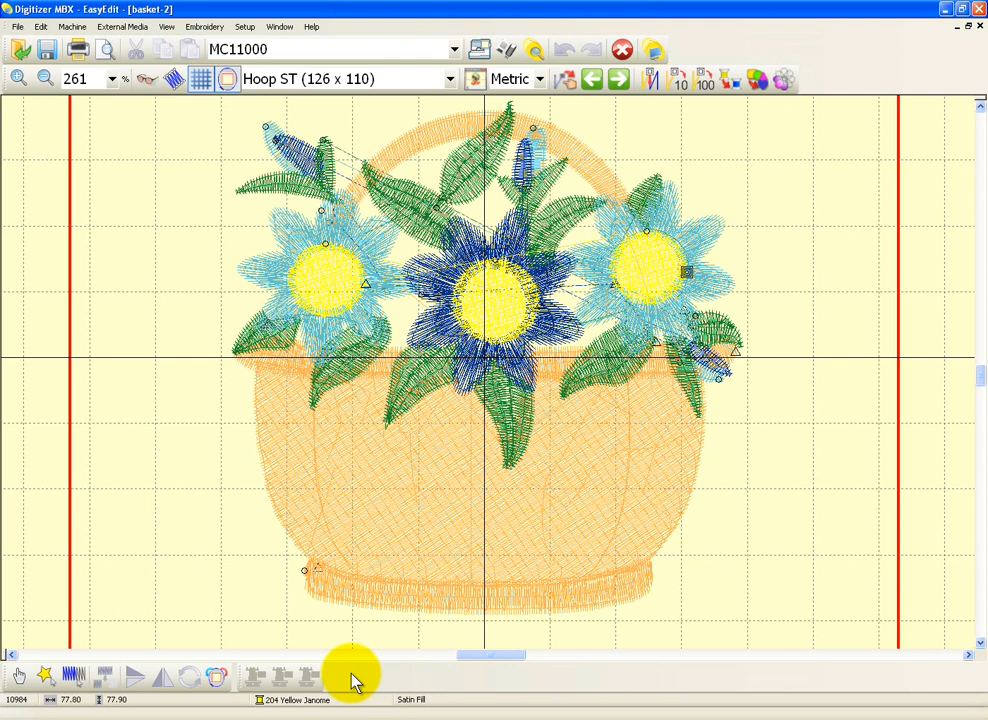 Digitizer MBX - EasyEdit - [basket-2]
File Edit Machine External Media View Embroidery Setup Window Help
MC11000
261 % Hoop ST (126 x 110) Metric 10 100
10984 77.80 77.90 204 Yellow Janome Satin Fill